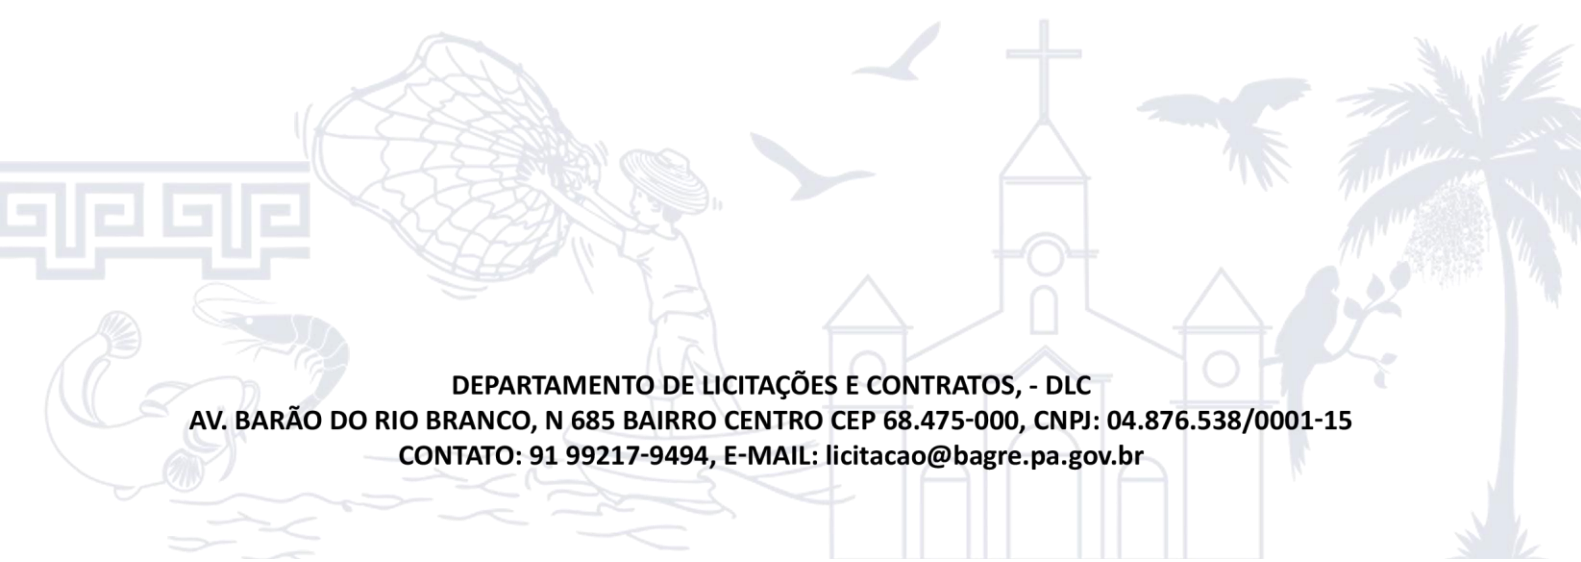 DEPARTAMENTO DE LICITAÇÕES E CONTRATOS, - DLC
AV. BARÃO DO RIO BRANCO, N 685 BAIRRO CENTRO CEP 68.475-000, CNPJ: 04.876.538/0001-15
CONTATO: 91 99217-9494, E-MAIL: licitacao@bagre.pa.gov.br